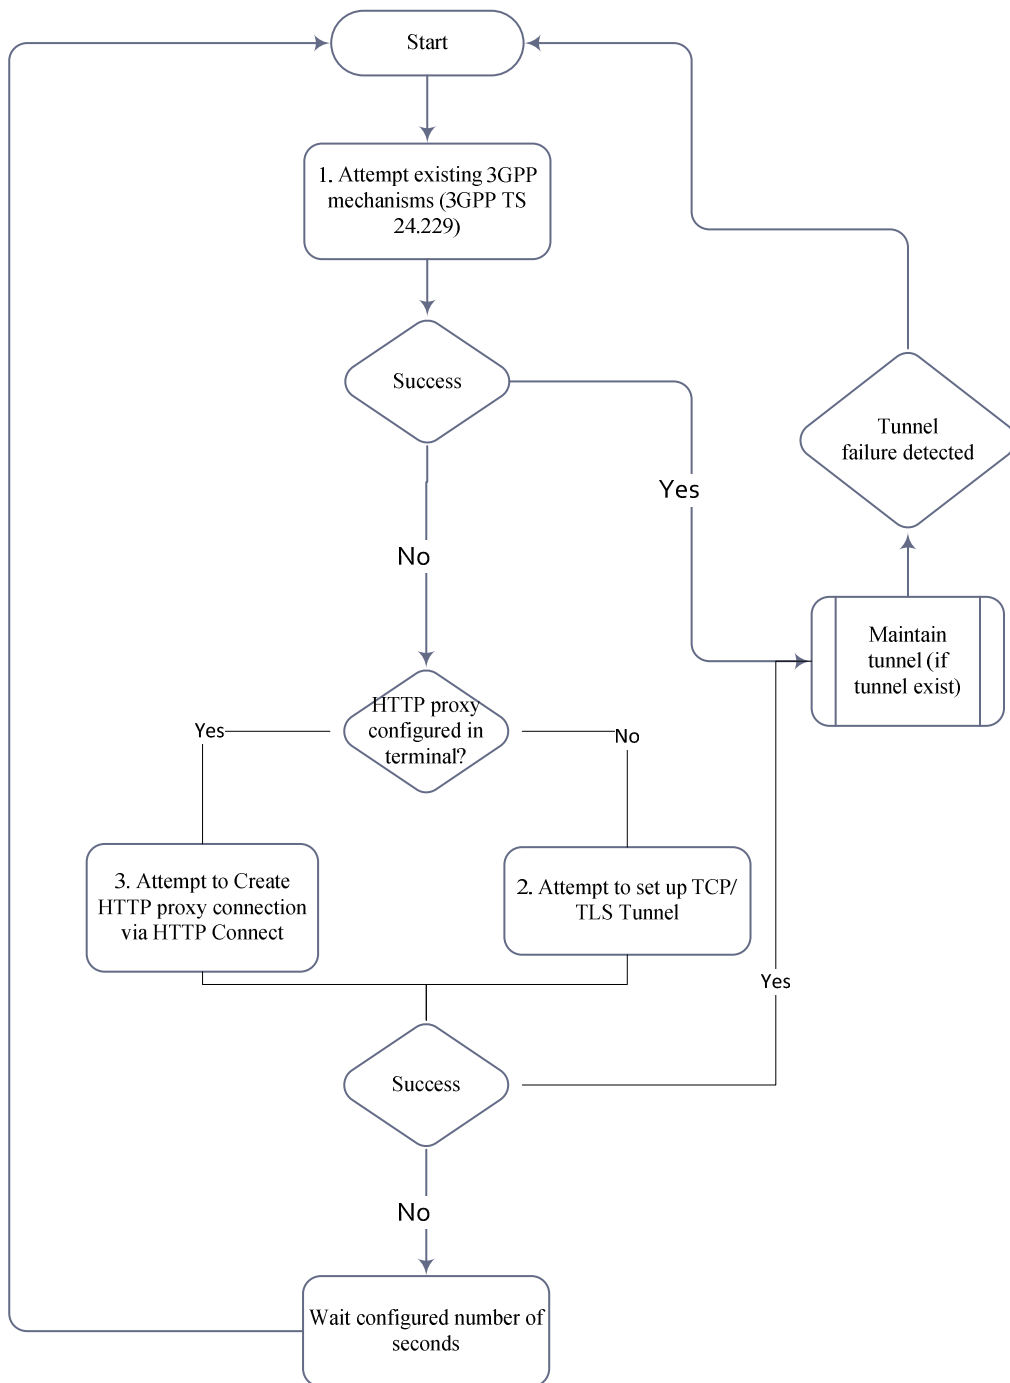 Start
1. Attempt existing 3GPP
mechanisms (3GPP TS
24.229)
Success
Tunnel
failure detected
Yes
No
Maintain
tunnel (if
tunnel exist)
HTTP proxy
configured in
terminal?
Yes
No
3. Attempt to Create
HTTP proxy connection
via HTTP Connect
2. Attempt to set up TCP/
TLS Tunnel
Yes
Success
No
Wait configured number of
seconds